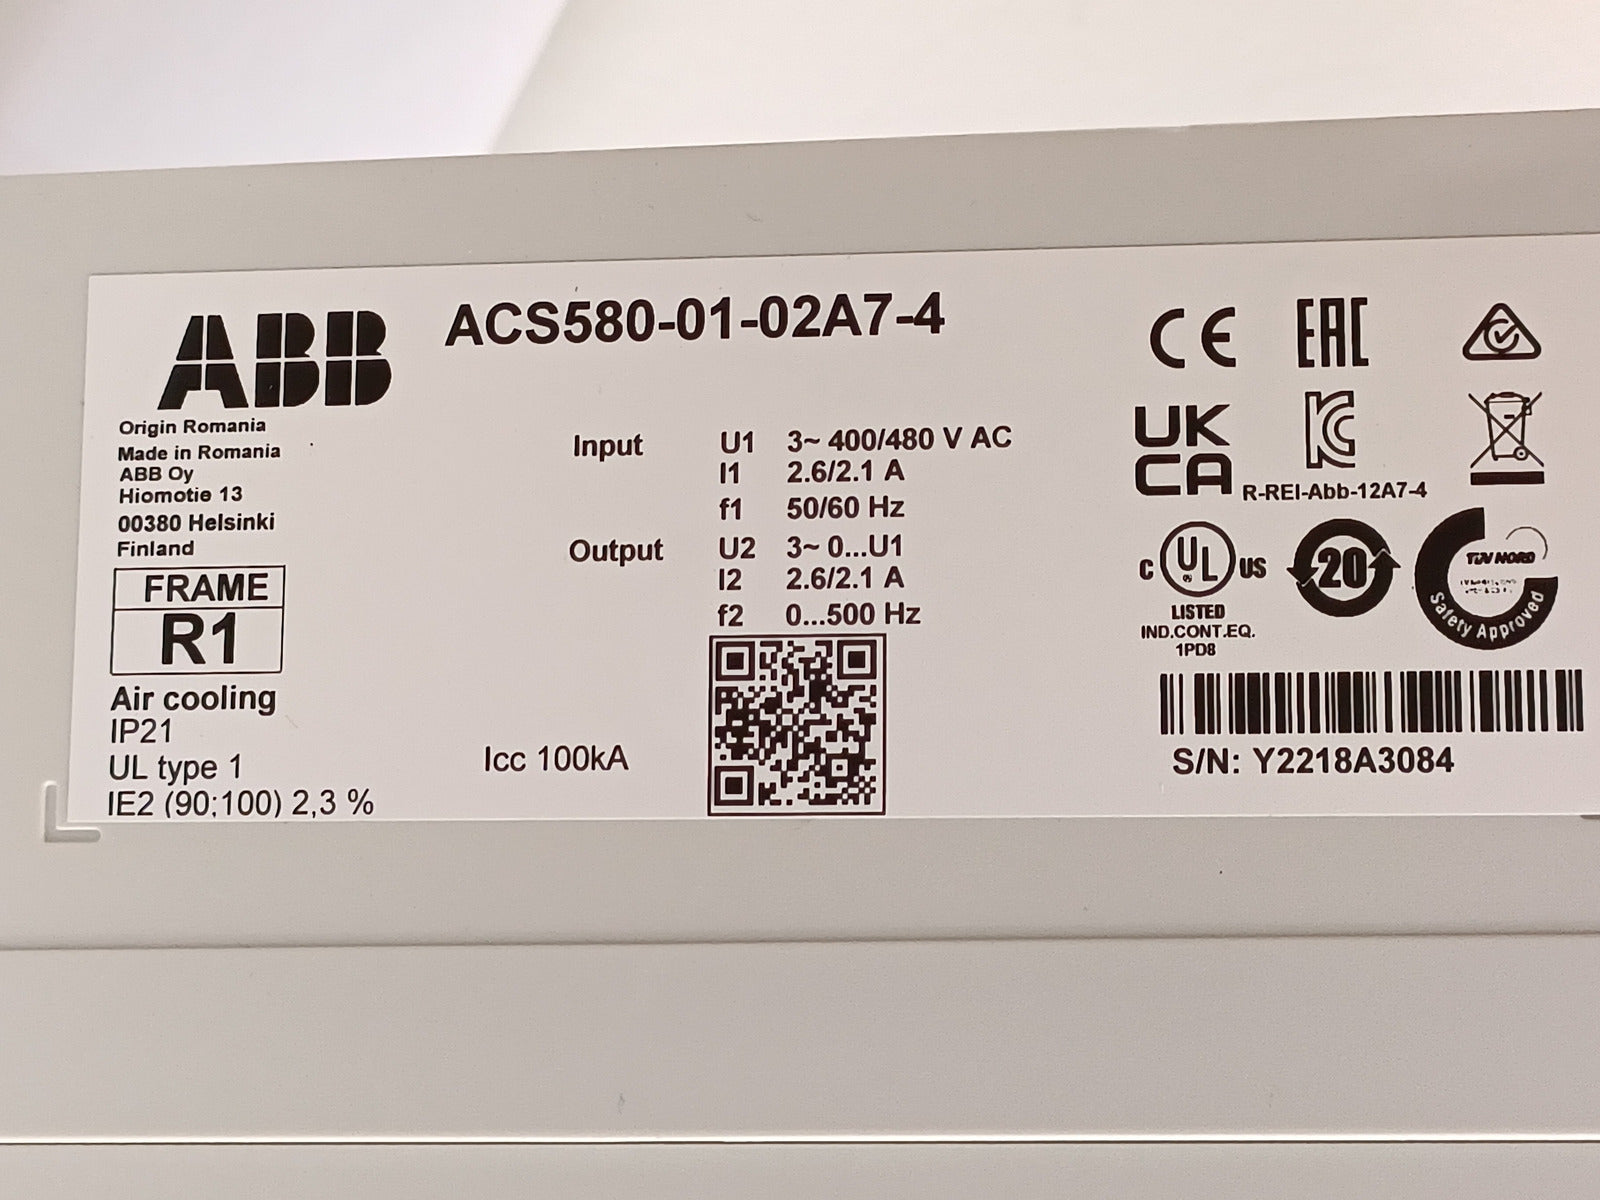 ABB
ACS580-01-02A7-4
Origin Romania
Made in Romania
ABB Oy
Hiomotie 13
00380 Helsinki
Finland
FRAME
R1
Air cooling
IP21
UL type 1
IE2 (90;100) 2,3 %
Input U1 3~ 400/480 V AC
I1 2.6/2.1 A
f1 50/60 Hz
Output U2 3~ 0...U1
I2 2.6/2.1 A
f2 0...500 Hz
Icc 100kA
CE EAC
UK
CA
KC
R-REI-Abb-12A7-4
C UL US
LISTED
IND.CONT.EQ.
1PD8
20
TÜV NORD
Safety Approved
S/N: Y2218A3084